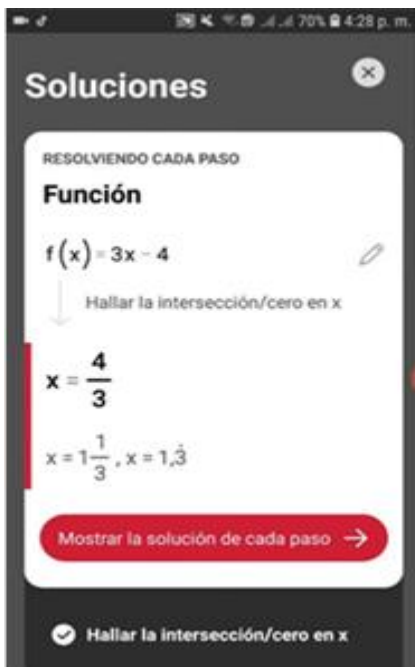 70% 4:28 p. m.
Soluciones
RESOLVIENDO CADA PASO
Función
f(x) = 3x - 4
Hallar la intersección/cero en x
x = 4/3
x = 1 1/3 , x = 1,3̇
Mostrar la solución de cada paso →
Hallar la intersección/cero en x